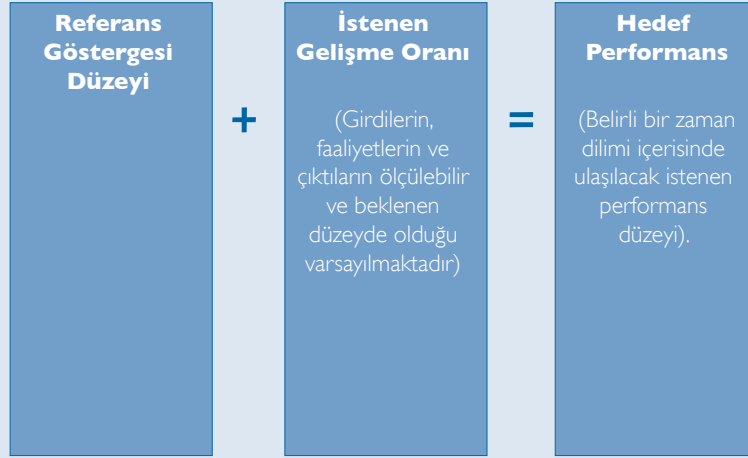 Referans
Göstergesi
Düzeyi
+
İstenen
Gelişme Oranı
(Girdilerin,
faaliyetlerin ve
çıktıların ölçülebilir
ve beklenen
düzeyde olduğu
varsayılmaktadır)
=
Hedef
Performans
(Belirli bir zaman
dilimi içerisinde
ulaşılacak istenen
performans
düzeyi).